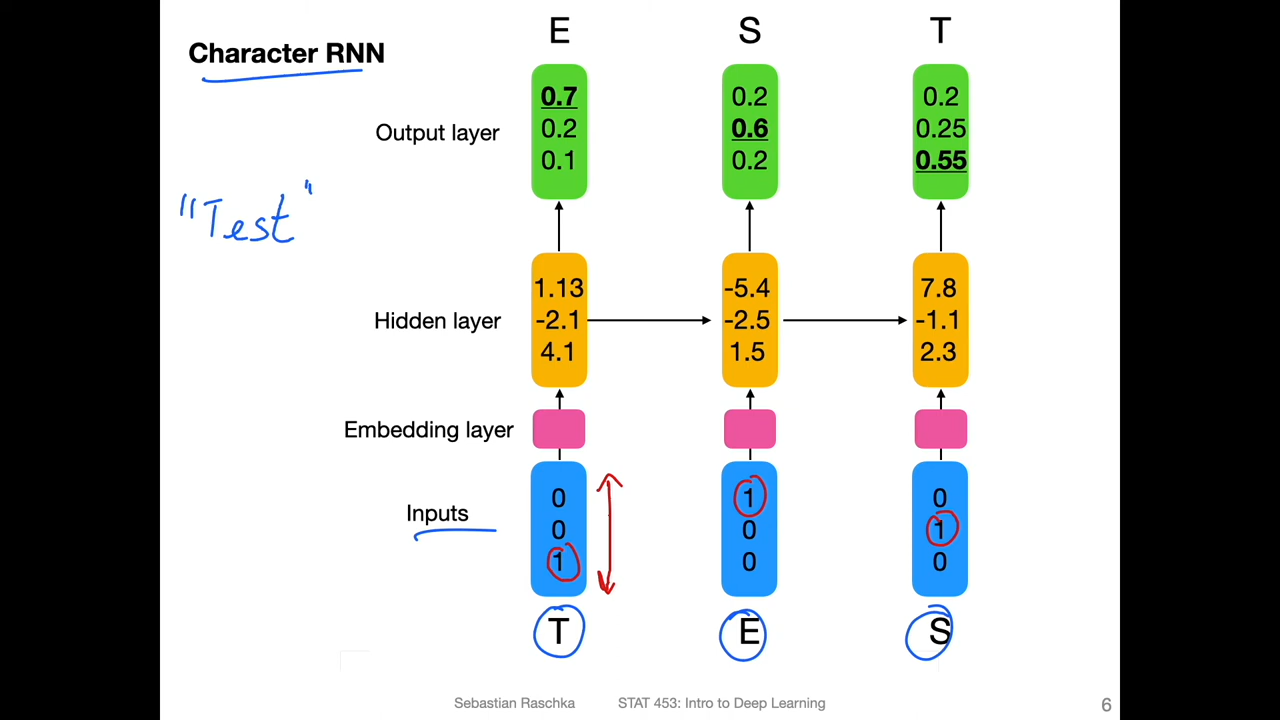 Character RNN
E S T
Output layer
0.7 0.2 0.2
0.2 0.6 0.25
0.1 0.2 0.55
"Test"
Hidden layer
1.13 -5.4 7.8
-2.1 -2.5 -1.1
4.1 1.5 2.3
Embedding layer
Inputs
0 1 0
0 0 1
1 0 0
T E S
Sebastian Raschka STAT 453: Intro to Deep Learning 6